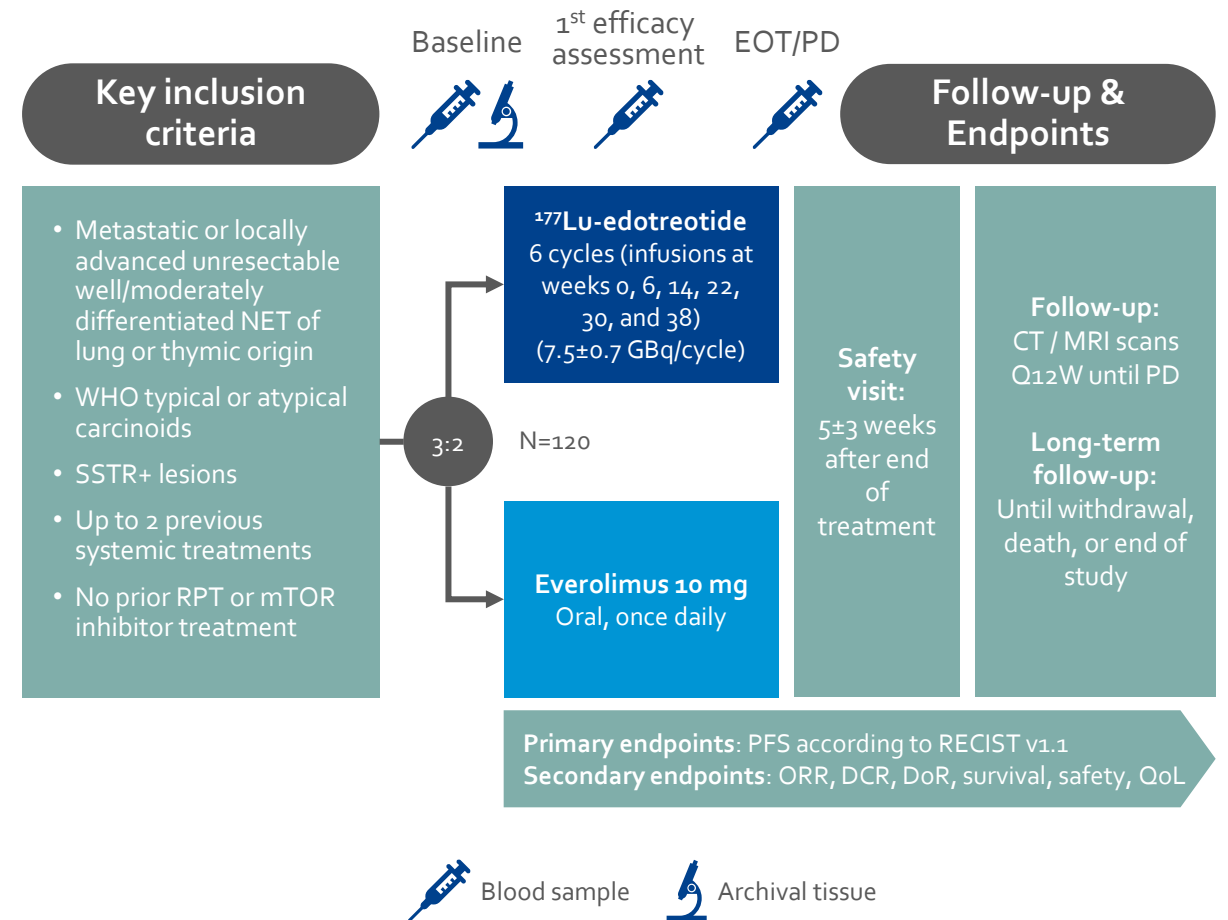 Baseline
1st efficacy
assessment
EOT/PD
Key inclusion
criteria
Follow-up &
Endpoints
• Metastatic or locally
advanced unresectable
well/moderately
differentiated NET of
lung or thymic origin
• WHO typical or atypical
carcinoids
• SSTR+ lesions
• Up to 2 previous
systemic treatments
• No prior RPT or mTOR
inhibitor treatment
3:2
N=120
¹⁷⁷Lu-edotreotide
6 cycles (infusions at
weeks 0, 6, 14, 22,
30, and 38)
(7.5±0.7 GBq/cycle)
Everolimus 10 mg
Oral, once daily
Safety
visit:
5±3 weeks
after end
of
treatment
Follow-up:
CT / MRI scans
Q12W until PD
Long-term
follow-up:
Until withdrawal,
death, or end of
study
Primary endpoints: PFS according to RECIST v1.1
Secondary endpoints: ORR, DCR, DoR, survival, safety, QoL
Blood sample
Archival tissue